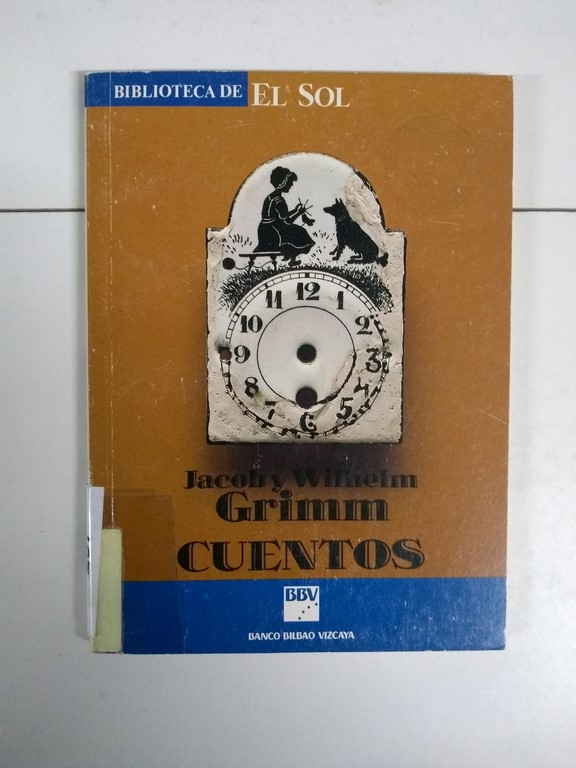 BIBLIOTECA DE EL SOL
12
11 1
10 2
9 3
8 4
7 5
6
Jacob y Wilhelm
Grimm
CUENTOS
BBV
BANCO BILBAO VIZCAYA